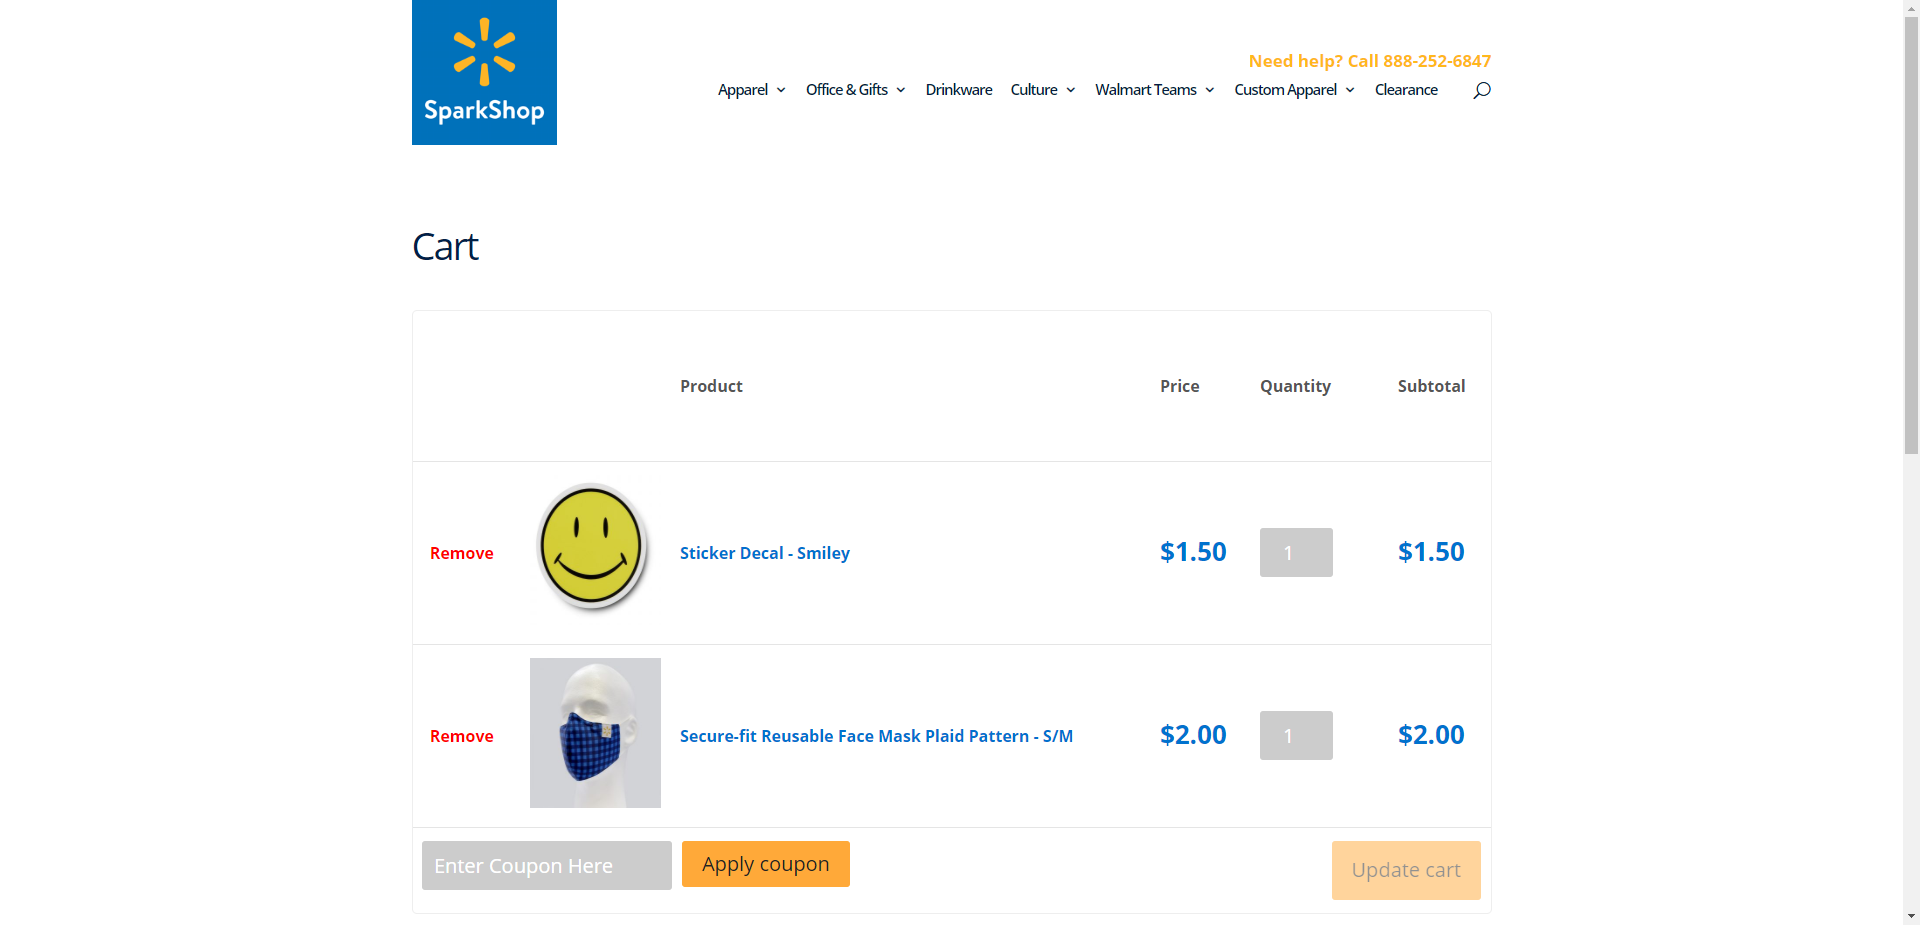 SparkShop
Need help? Call 888-252-6847
Apparel Office & Gifts Drinkware Culture Walmart Teams Custom Apparel Clearance
Cart
Product Price Quantity Subtotal
Remove Sticker Decal - Smiley $1.50 1 $1.50
Remove Secure-fit Reusable Face Mask Plaid Pattern - S/M $2.00 1 $2.00
Enter Coupon Here Apply coupon Update cart